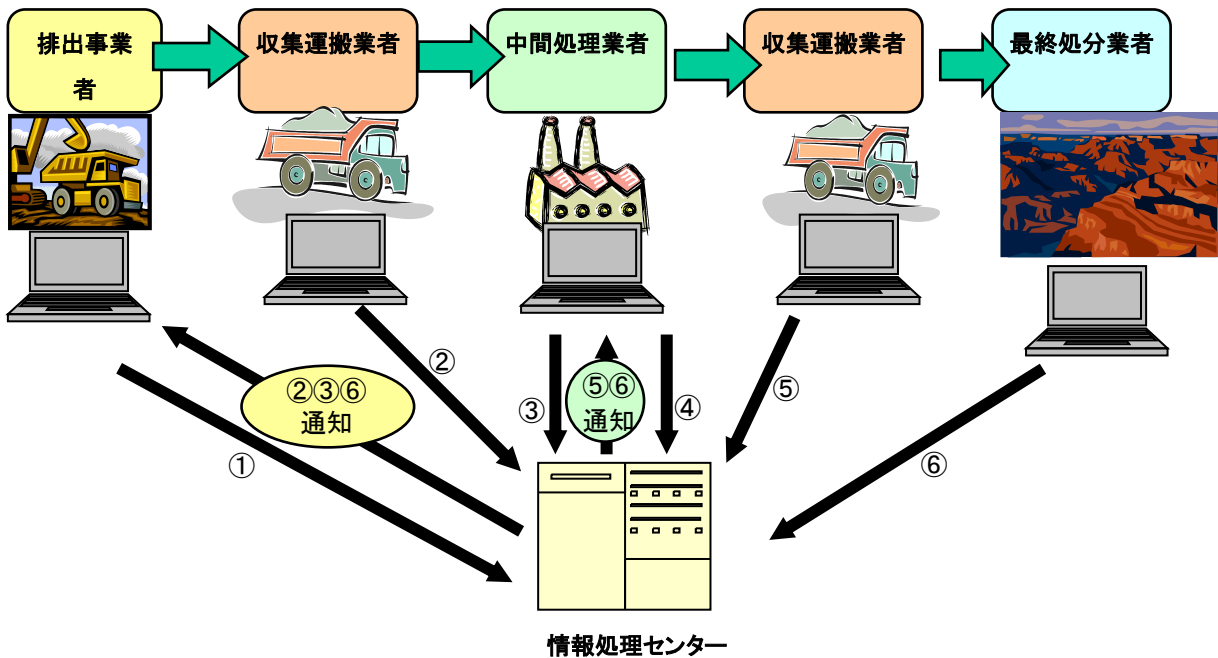 排出事業
者
収集運搬業者
中間処理業者
収集運搬業者
最終処分業者
②
②③⑥
通知
①
③
⑤⑥
通知
④
⑤
⑥
情報処理センター